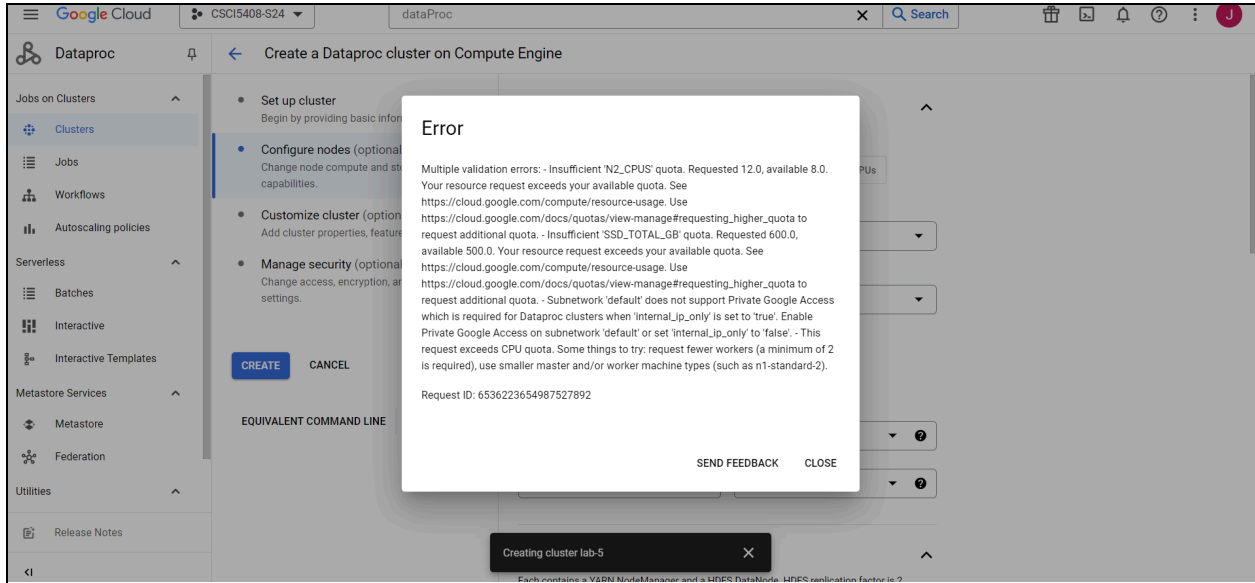 Google Cloud
CSCI5408-S24
dataProc
Search
J
Dataproc
Create a Dataproc cluster on Compute Engine
Jobs on Clusters
Clusters
Jobs
Workflows
Autoscaling policies
Serverless
Batches
Interactive
Interactive Templates
Metastore Services
Metastore
Federation
Utilities
Release Notes
Set up cluster
Begin by providing basic infor
Configure nodes (optional
Change node compute and st
capabilities.
Customize cluster (option
Add cluster properties, feature
Manage security (optional
Change access, encryption, an
settings.
CREATE
CANCEL
EQUIVALENT COMMAND LINE
PUs
Error
Multiple validation errors: - Insufficient 'N2_CPUS' quota. Requested 12.0, available 8.0.
Your resource request exceeds your available quota. See
https://cloud.google.com/compute/resource-usage. Use
https://cloud.google.com/docs/quotas/view-manage#requesting_higher_quota to
request additional quota. - Insufficient 'SSD_TOTAL_GB' quota. Requested 600.0,
available 500.0. Your resource request exceeds your available quota. See
https://cloud.google.com/compute/resource-usage. Use
https://cloud.google.com/docs/quotas/view-manage#requesting_higher_quota to
request additional quota. - Subnetwork 'default' does not support Private Google Access
which is required for Dataproc clusters when 'internal_ip_only' is set to 'true'. Enable
Private Google Access on subnetwork 'default' or set 'internal_ip_only' to 'false'. - This
request exceeds CPU quota. Some things to try: request fewer workers (a minimum of 2
is required), use smaller master and/or worker machine types (such as n1-standard-2).
Request ID: 6536223654987527892
SEND FEEDBACK
CLOSE
Creating cluster lab-5
Each contains a YARN NodeManager and a HDFS DataNode. HDFS replication factor is 2.